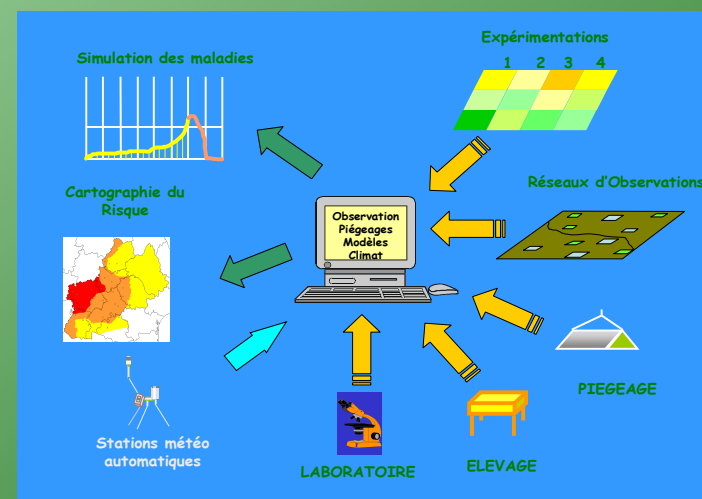 Simulation des maladies
Expérimentations
1 2 3 4
Cartographie du
Risque
Réseaux d'Observations
Observation
Piégeages
Modèles
Climat
PIEGEAGE
Stations météo
automatiques
LABORATOIRE
ELEVAGE